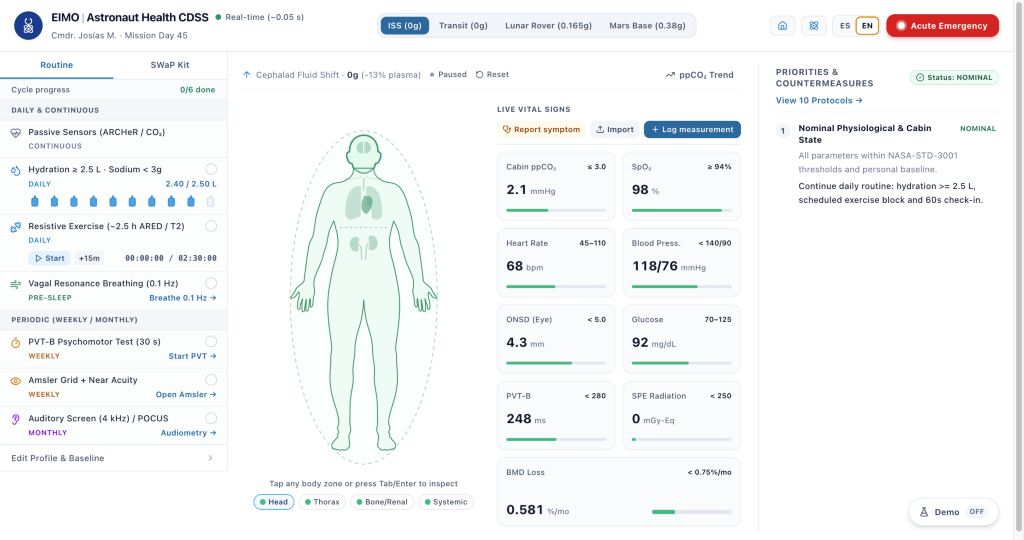 EIMO | Astronaut Health CDSS
Real-time (~0.05 s)
Cmdr. Josías M. · Mission Day 45
ISS (0g)
Transit (0g)
Lunar Rover (0.165g)
Mars Base (0.38g)
ES
EN
Acute Emergency
Routine
SWaP Kit
Cycle progress
0/6 done
DAILY & CONTINUOUS
Passive Sensors (ARCHeR / CO₂)
CONTINUOUS
Hydration ≥ 2.5 L · Sodium < 3g
DAILY
2.40 / 2.50 L
Resistive Exercise (~2.5 h ARED / T2)
DAILY
Start
+15m
00:00:00 / 02:30:00
Vagal Resonance Breathing (0.1 Hz)
PRE-SLEEP
Breathe 0.1 Hz →
PERIODIC (WEEKLY / MONTHLY)
PVT-B Psychomotor Test (30 s)
WEEKLY
Start PVT →
Amsler Grid + Near Acuity
WEEKLY
Open Amsler →
Auditory Screen (4 kHz) / POCUS
MONTHLY
Audiometry →
Edit Profile & Baseline
Cephalad Fluid Shift · 0g (-13% plasma)
Paused
Reset
ppCO₂ Trend
Tap any body zone or press Tab/Enter to inspect
Head
Thorax
Bone/Renal
Systemic
LIVE VITAL SIGNS
Report symptom
Import
+ Log measurement
Cabin ppCO₂
≤ 3.0
2.1 mmHg
SpO₂
≥ 94%
98 %
Heart Rate
45–110
68 bpm
Blood Press.
< 140/90
118/76 mmHg
ONSD (Eye)
< 5.0
4.3 mm
Glucose
70–125
92 mg/dL
PVT-B
< 280
248 ms
SPE Radiation
< 250
0 mGy-Eq
BMD Loss
< 0.75%/mo
0.581 %/mo
PRIORITIES &
COUNTERMEASURES
Status: NOMINAL
View 10 Protocols →
1
Nominal Physiological & Cabin
State
NOMINAL
All parameters within NASA-STD-3001
thresholds and personal baseline.
Continue daily routine: hydration >= 2.5 L,
scheduled exercise block and 60s check-in.
Demo
OFF